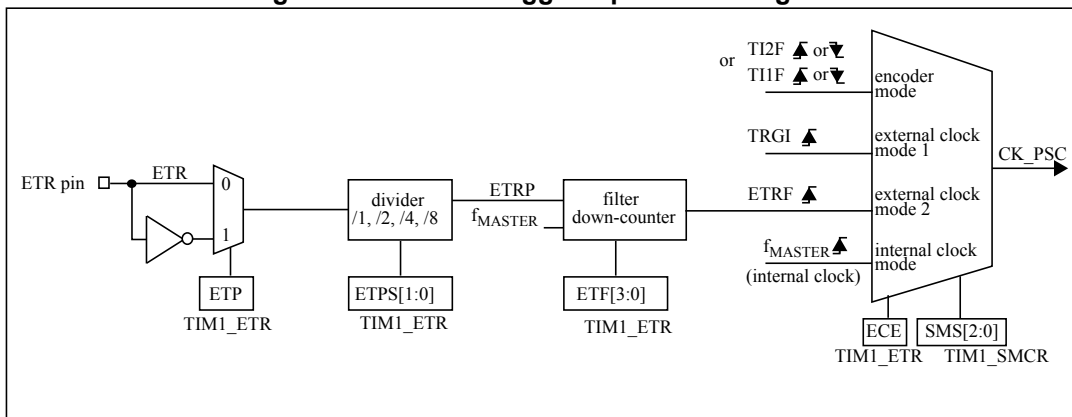 or TI2F or
TI1F or
encoder
mode
TRGI
external clock
mode 1
CK_PSC
ETR pin
ETR
0
1
divider
/1, /2, /4, /8
ETRP
fMASTER
filter
down-counter
ETRF
external clock
mode 2
fMASTER
(internal clock)
internal clock
mode
ETP
TIM1_ETR
ETPS[1:0]
TIM1_ETR
ETF[3:0]
TIM1_ETR
ECE
TIM1_ETR
SMS[2:0]
TIM1_SMCR